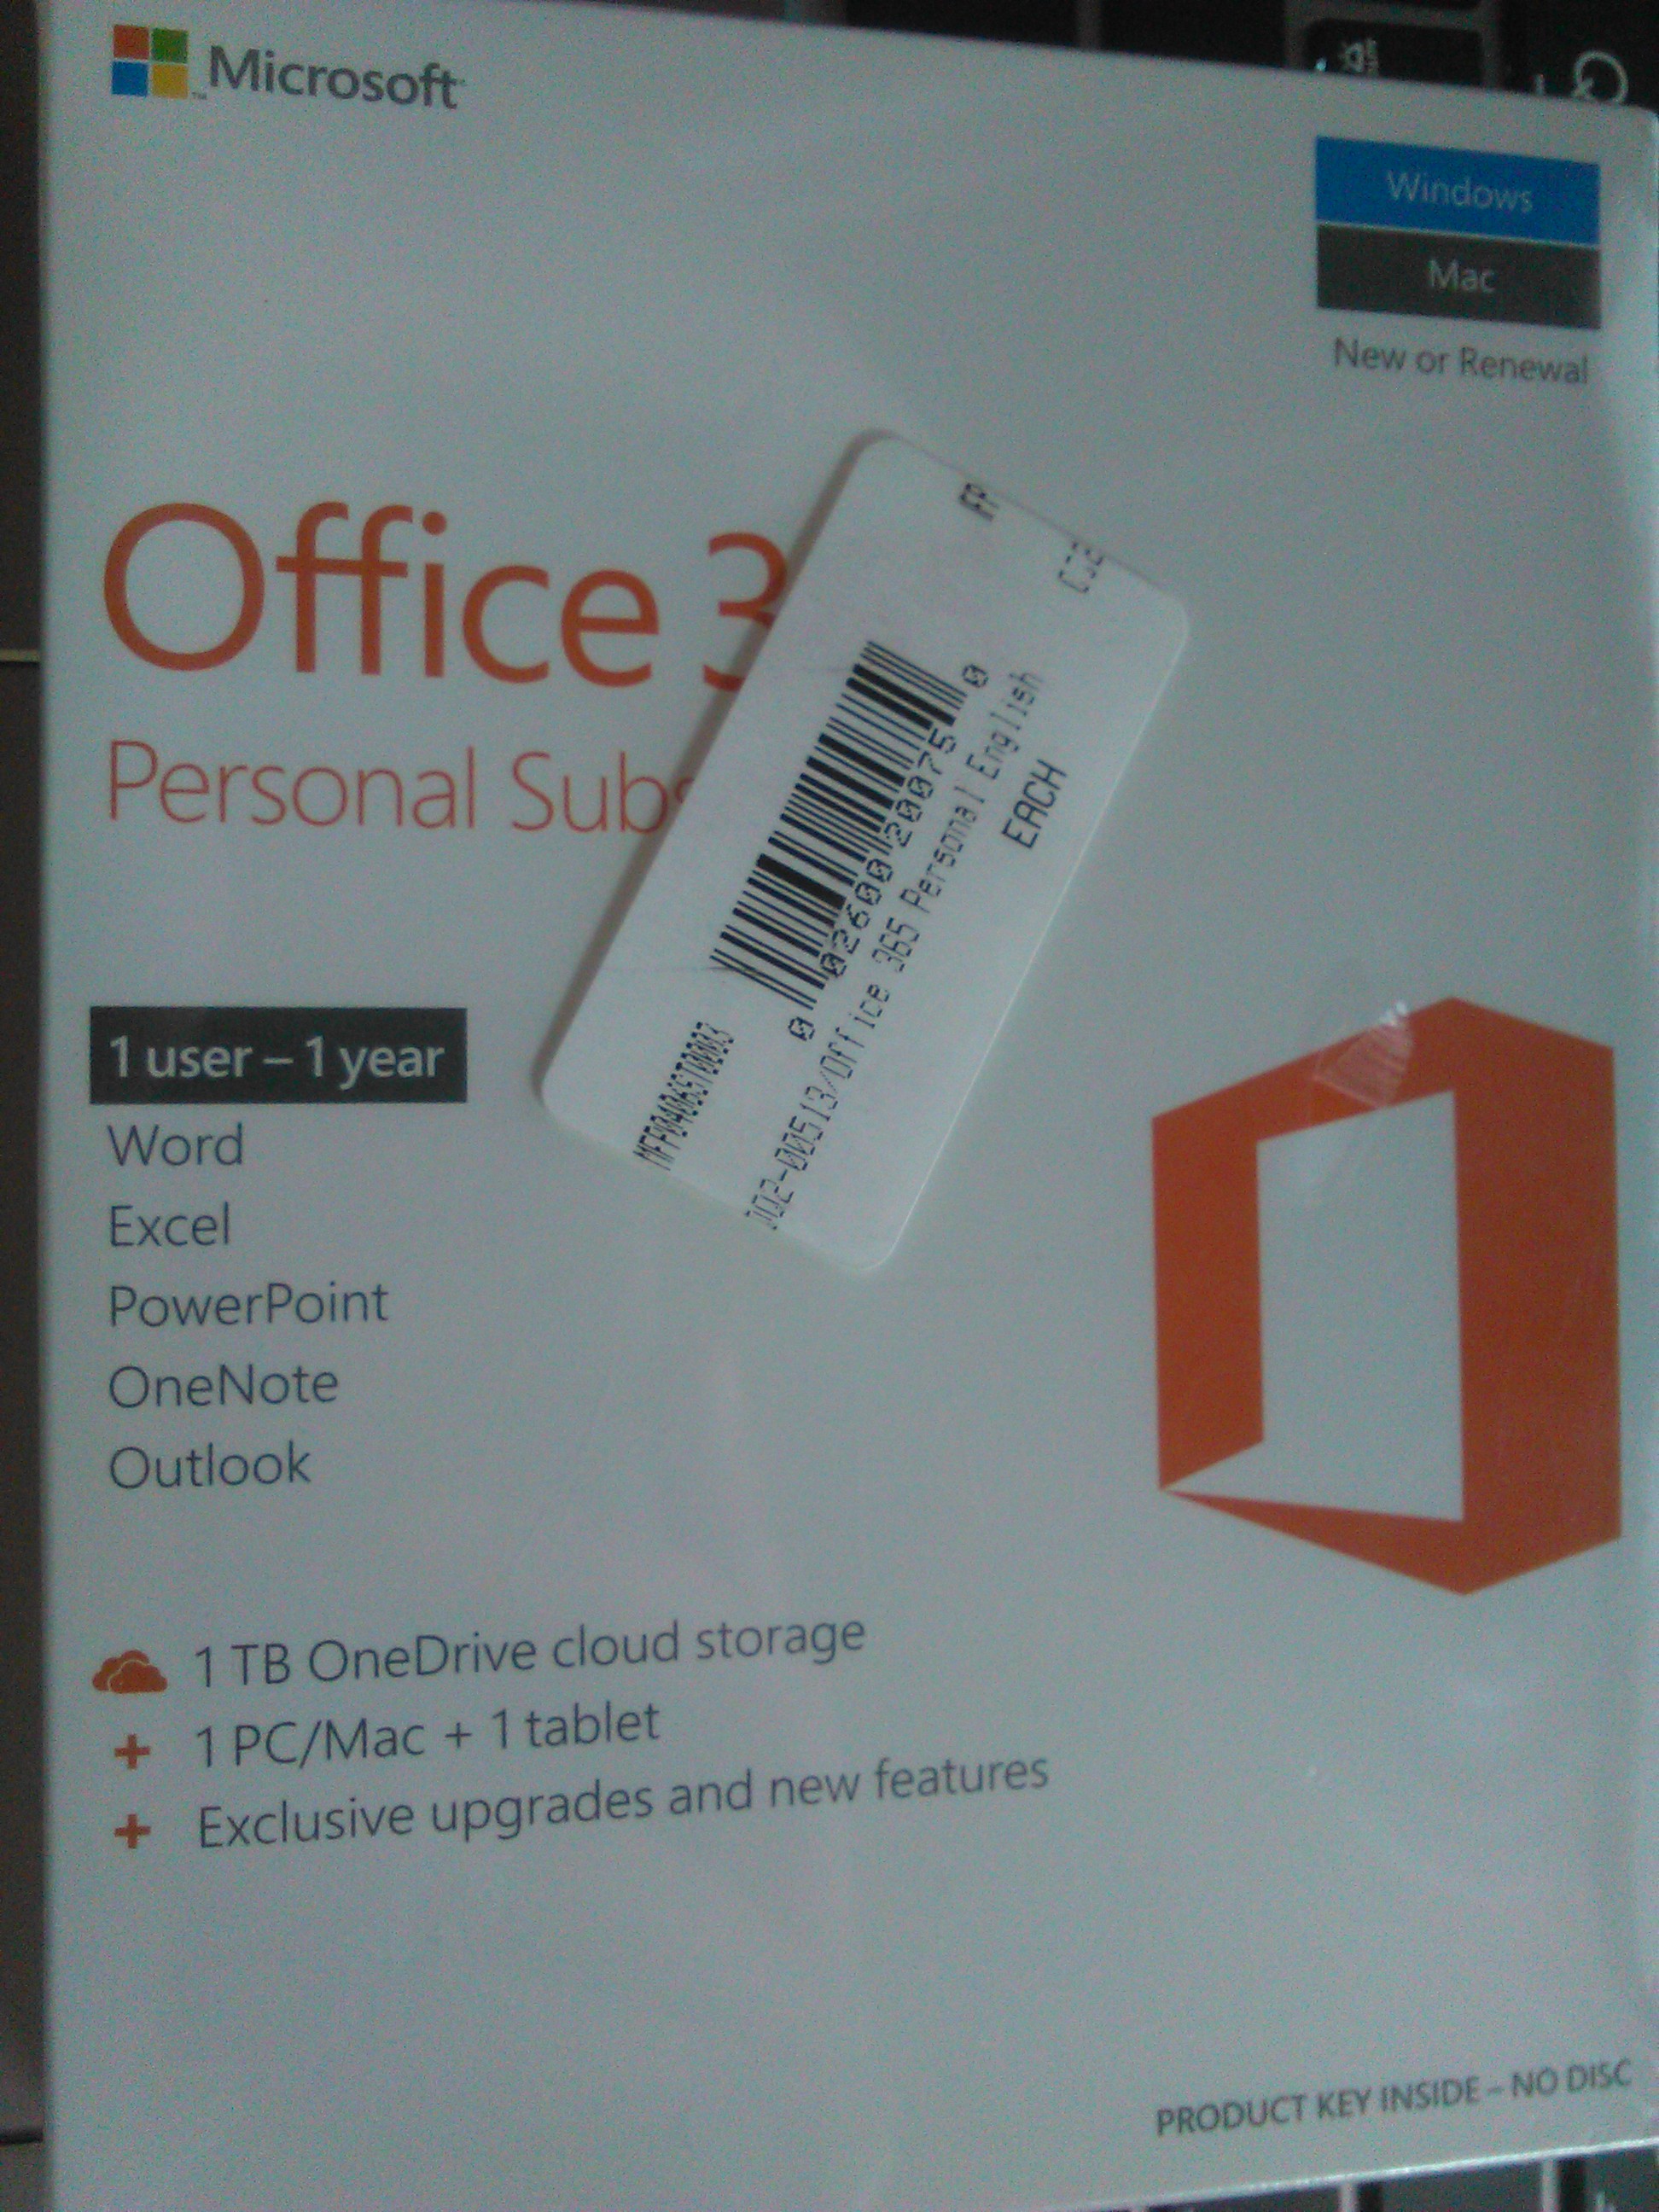 Microsoft
Windows
Mac
New or Renewal
Office 3
Personal Subs
0 02600 20075 0
QQ2-00513/Office 365 Personal English
EACH
1 user – 1 year
Word
Excel
PowerPoint
OneNote
Outlook
1 TB OneDrive cloud storage
+ 1 PC/Mac + 1 tablet
+ Exclusive upgrades and new features
PRODUCT KEY INSIDE – NO DISC